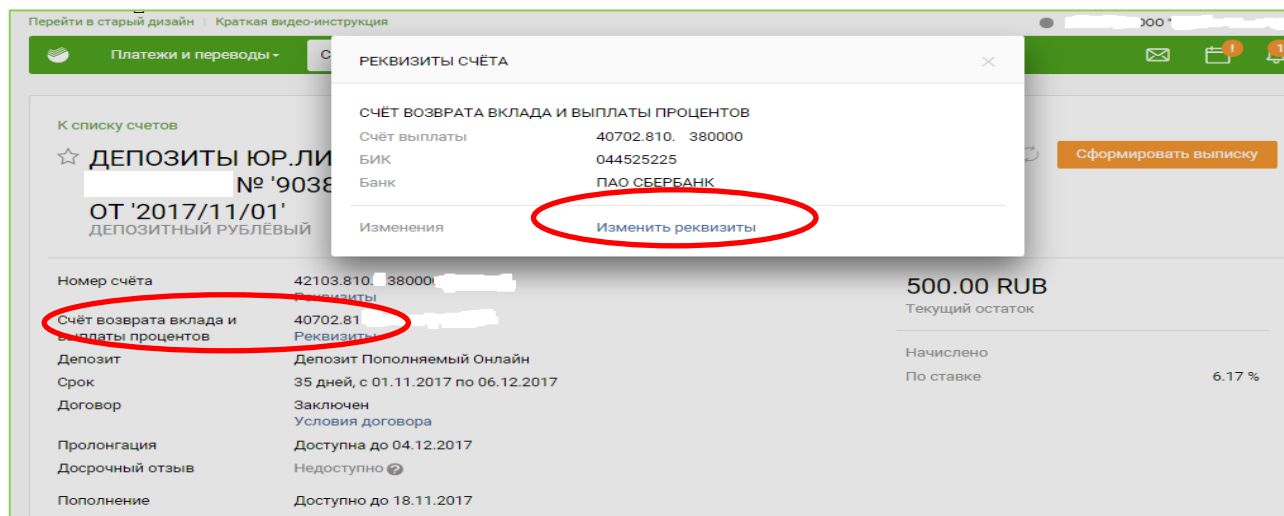 Перейти в старый дизайн | Краткая видео-инструкция
ООО "
Платежи и переводы
С
!
1
РЕКВИЗИТЫ СЧЁТА
×
СЧЁТ ВОЗВРАТА ВКЛАДА И ВЫПЛАТЫ ПРОЦЕНТОВ
Счёт выплаты 40702.810. 380000
БИК 044525225
Банк ПАО СБЕРБАНК
Изменения Изменить реквизиты
К списку счетов
ДЕПОЗИТЫ ЮР.ЛИ
№ '9038
ОТ '2017/11/01'
ДЕПОЗИТНЫЙ РУБЛЁВЫЙ
Сформировать выписку
Номер счёта 42103.810. 38000
Реквизиты
Счёт возврата вклада и 40702.81
выплаты процентов Реквизиты
Депозит Депозит Пополняемый Онлайн
Срок 35 дней, с 01.11.2017 по 06.12.2017
Договор Заключен
Условия договора
Пролонгация Доступна до 04.12.2017
Досрочный отзыв Недоступно ?
Пополнение Доступно до 18.11.2017
500.00 RUB
Текущий остаток
Начислено
По ставке 6.17 %